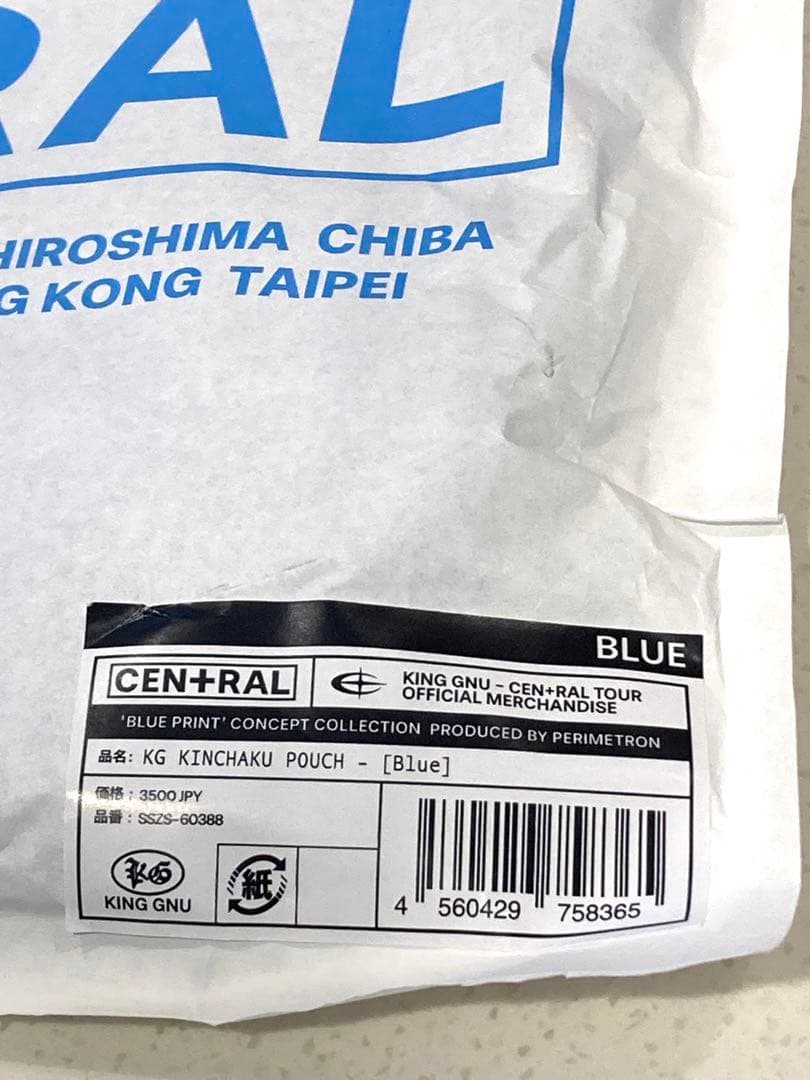 RAL
HIROSHIMA CHIBA
G KONG TAIPEI
BLUE
CEN+RAL
KING GNU - CEN+RAL TOUR
OFFICIAL MERCHANDISE
'BLUE PRINT' CONCEPT COLLECTION PRODUCED BY PERIMETRON
品名: KG KINCHAKU POUCH - [Blue]
価格 : 3500 JPY
品番 : SSZS-60388
KG
KING GNU
紙
4 560429 758365